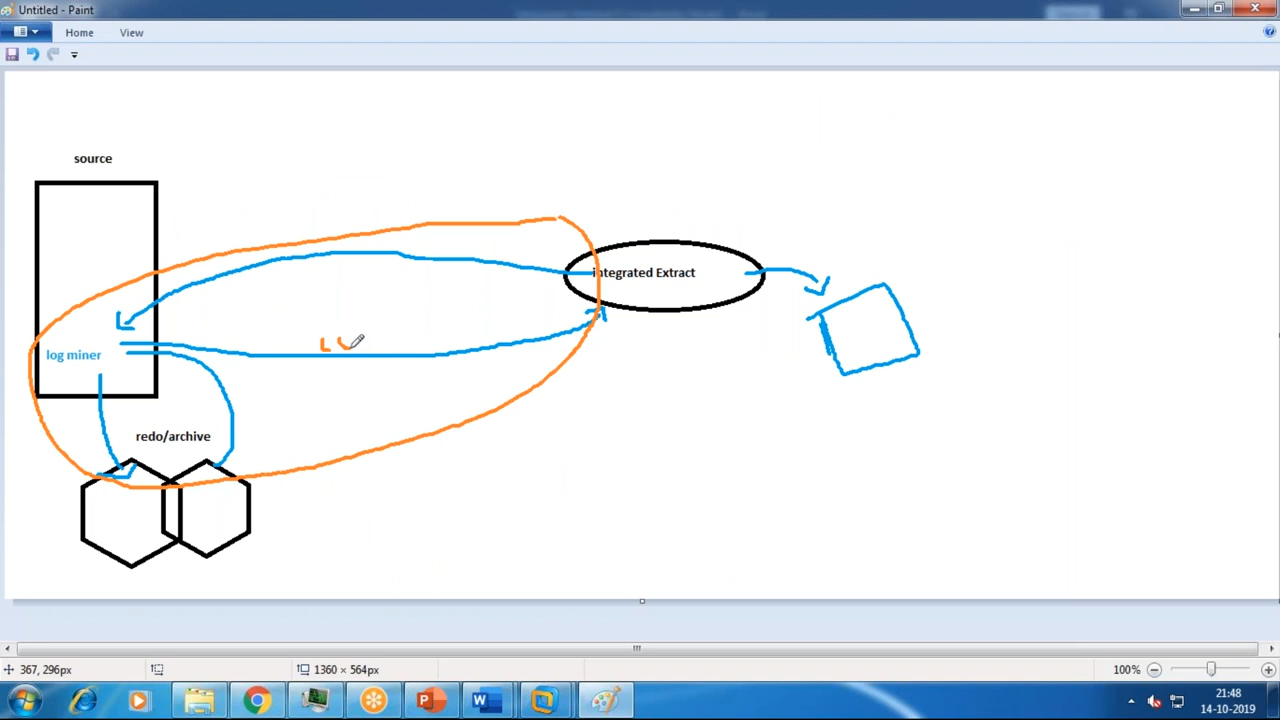 Untitled - Paint
Home
View
source
integrated Extract
log miner
redo/archive
367, 296px
1360 × 564px
100%
21:48
14-10-2019